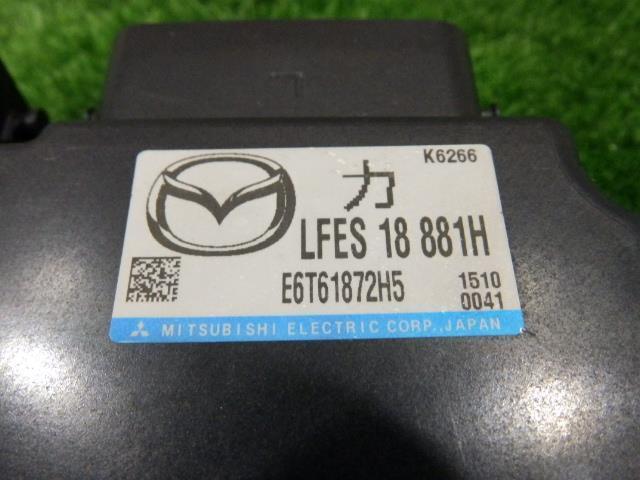 K6266
カ
LFES 18 881H
E6T61872H5
1510
0041
MITSUBISHI ELECTRIC CORP., JAPAN